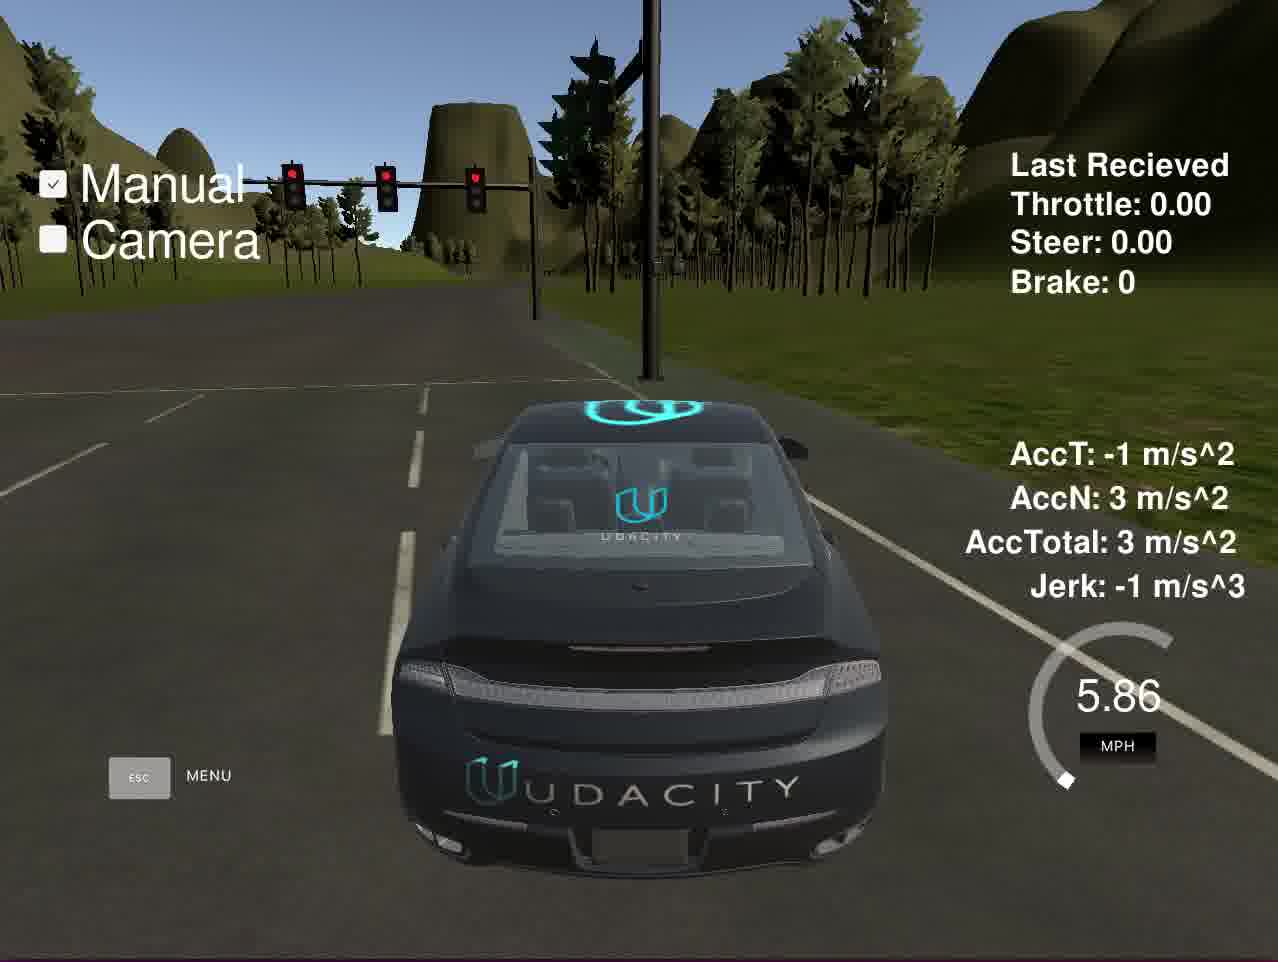 Manual
Camera
Last Recieved
Throttle: 0.00
Steer: 0.00
Brake: 0
AccT: -1 m/s^2
AccN: 3 m/s^2
AccTotal: 3 m/s^2
Jerk: -1 m/s^3
5.86
MPH
ESC MENU
UDACITY
UDACITY